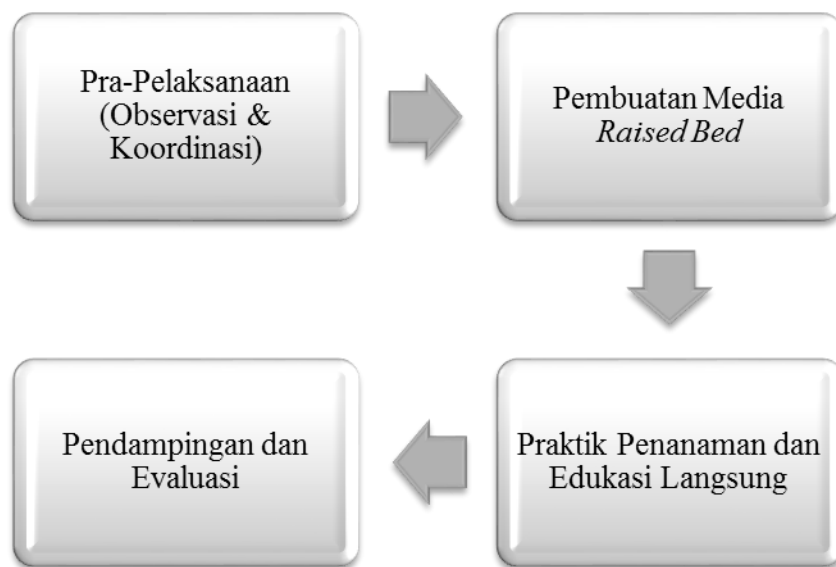 Pra-Pelaksanaan
(Observasi &
Koordinasi)
Pembuatan Media
Raised Bed
Praktik Penanaman dan
Edukasi Langsung
Pendampingan dan
Evaluasi